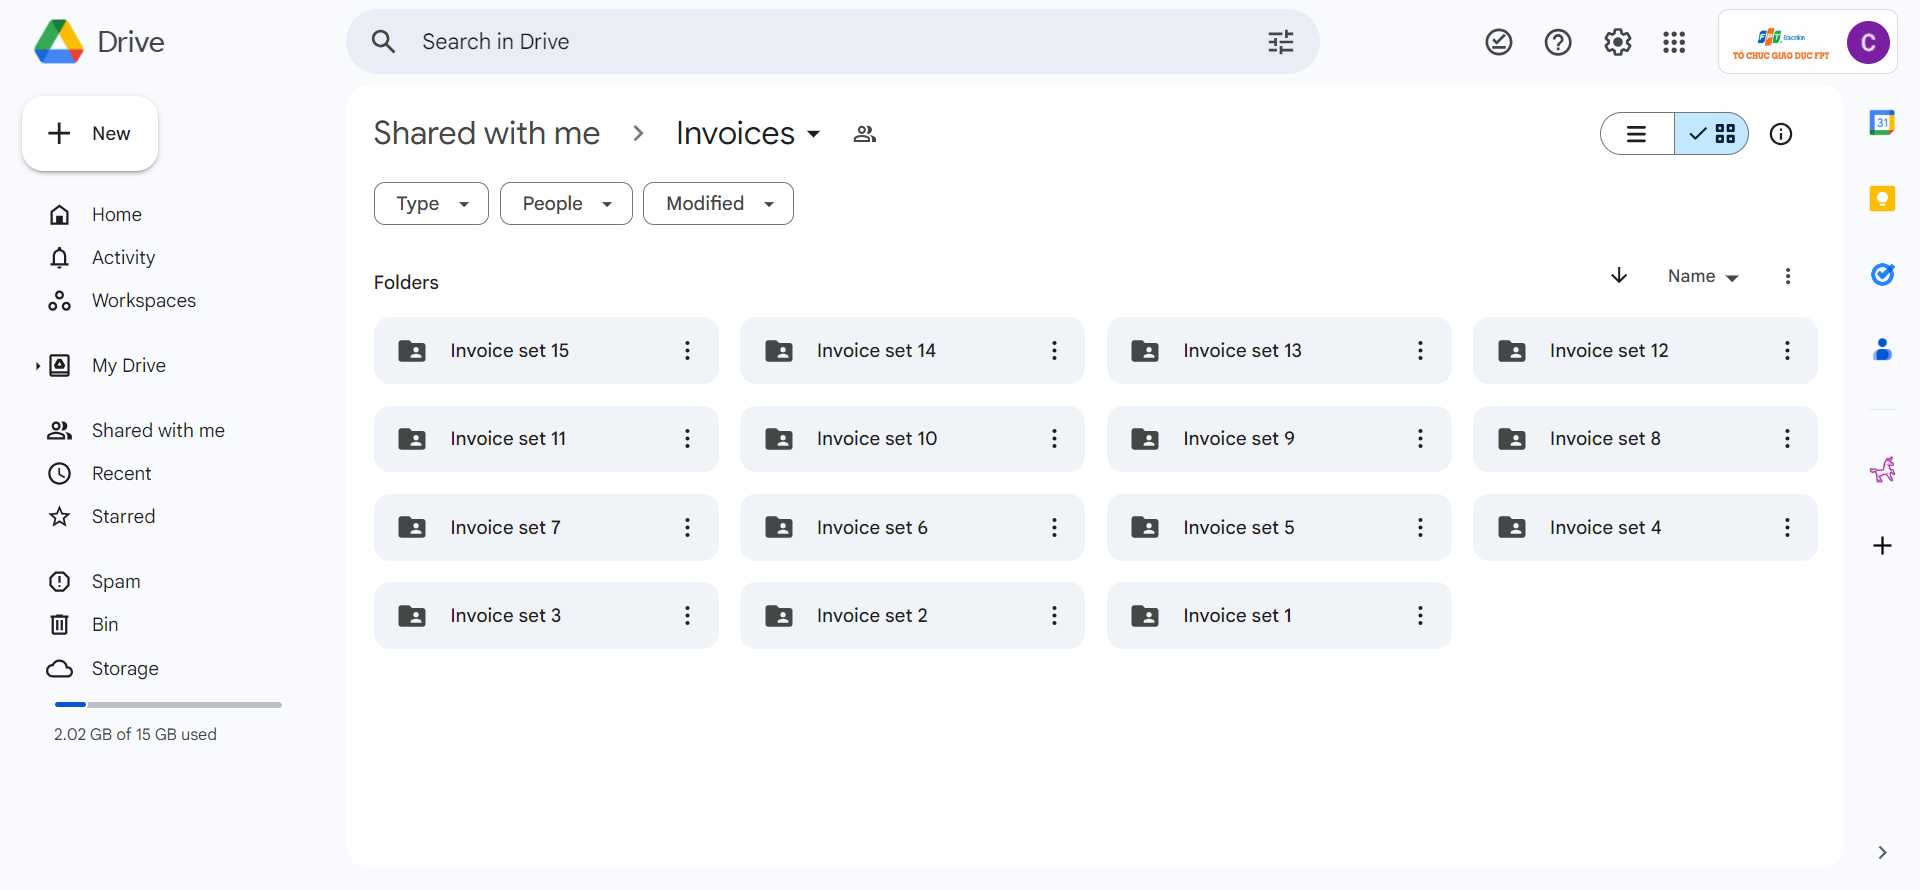 Drive
Search in Drive
FPT Education
TỔ CHỨC GIÁO DỤC FPT
C
New
Shared with me
Invoices
31
Type
People
Modified
Home
Activity
Workspaces
My Drive
Shared with me
Recent
Starred
Spam
Bin
Storage
2.02 GB of 15 GB used
Folders
Name
Invoice set 15
Invoice set 14
Invoice set 13
Invoice set 12
Invoice set 11
Invoice set 10
Invoice set 9
Invoice set 8
Invoice set 7
Invoice set 6
Invoice set 5
Invoice set 4
Invoice set 3
Invoice set 2
Invoice set 1